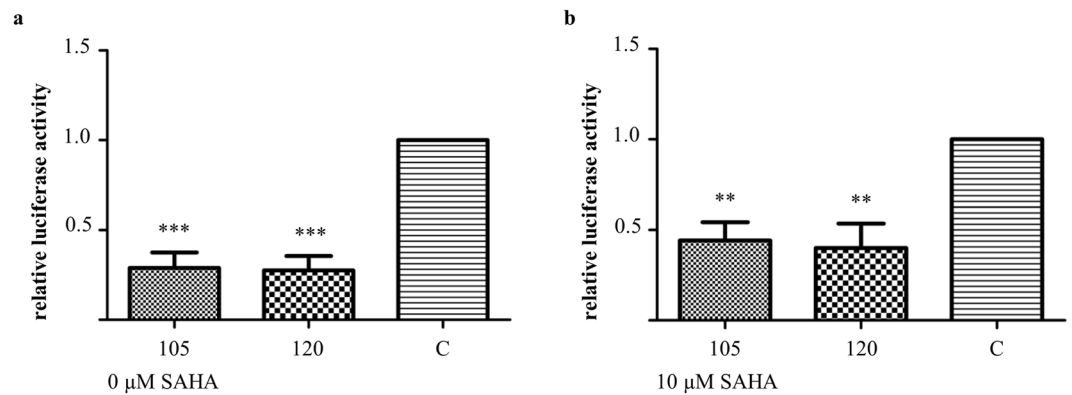 a
relative luciferase activity
1.5
1.0
0.5
***
***
105 120 C
0 μM SAHA
b
relative luciferase activity
1.5
1.0
0.5
**
**
105 120 C
10 μM SAHA